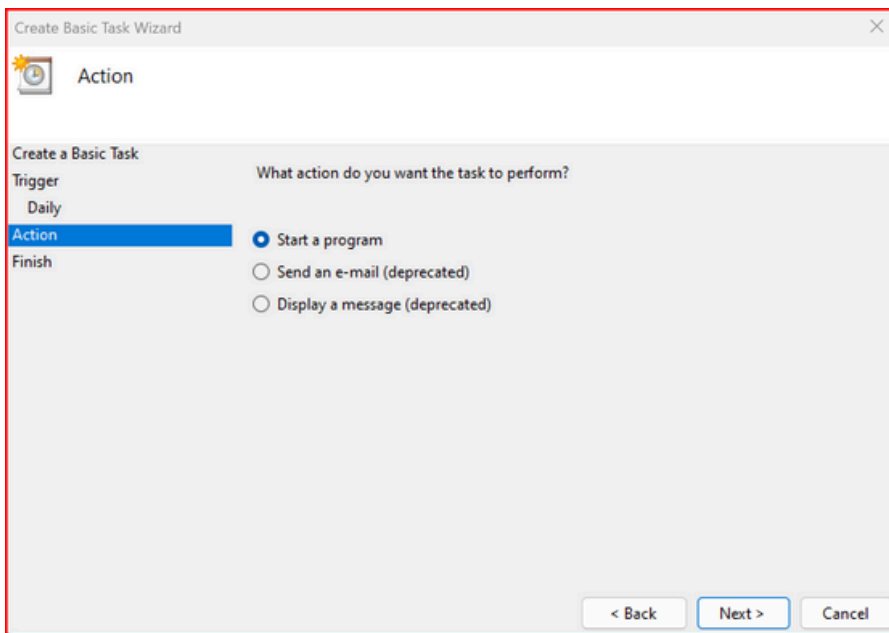 Create Basic Task Wizard
Action
Create a Basic Task
Trigger
Daily
Action
Finish
What action do you want the task to perform?
Start a program
Send an e-mail (deprecated)
Display a message (deprecated)
< Back
Next >
Cancel